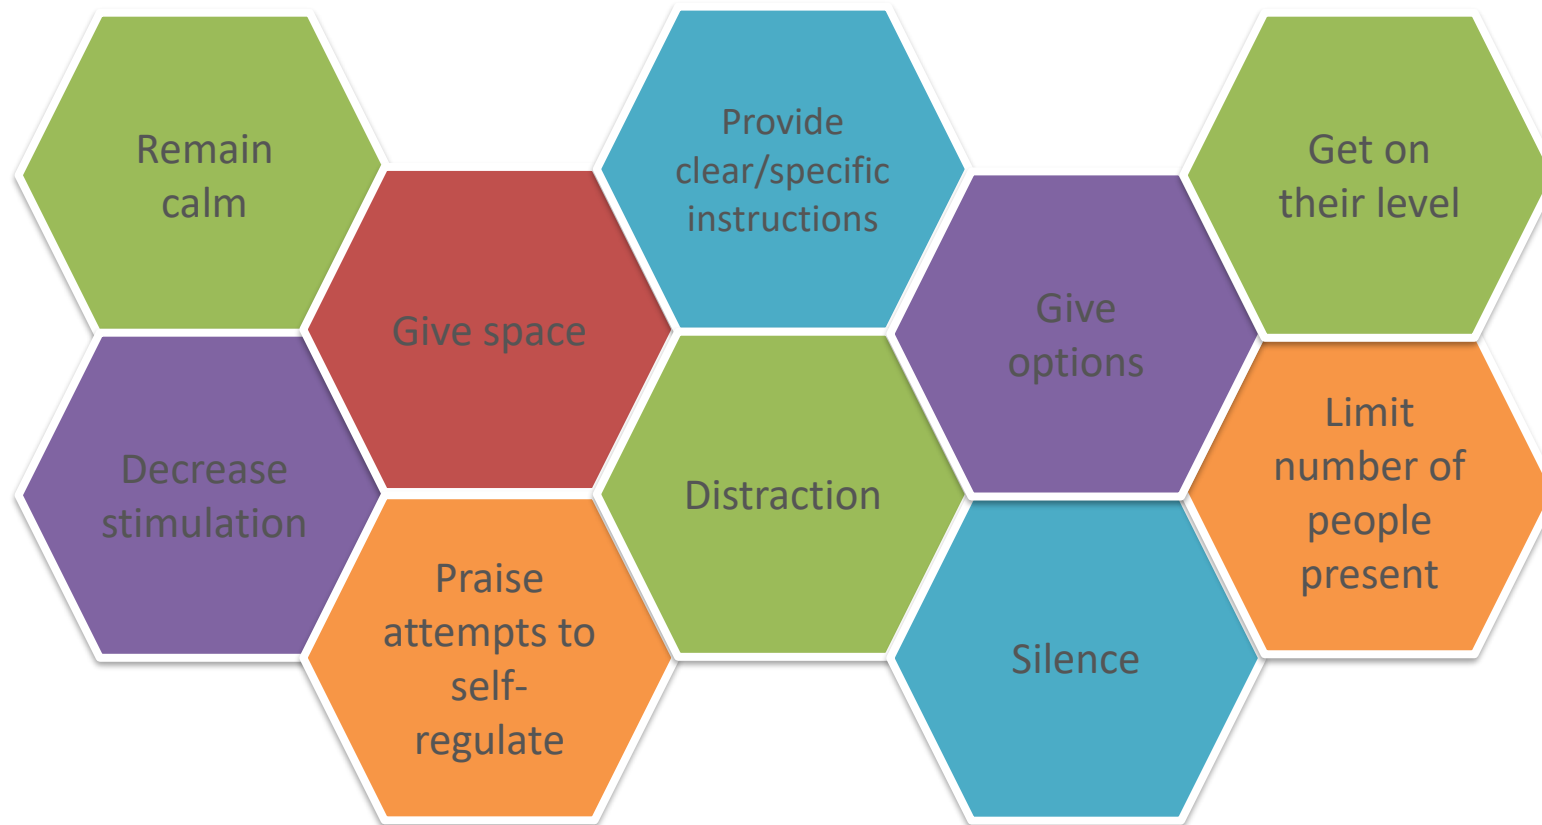 Remain
calm
Decrease
stimulation
Give space
Praise
attempts to
self-
regulate
Provide
clear/specific
instructions
Distraction
Give
options
Silence
Get on
their level
Limit
number of
people
present